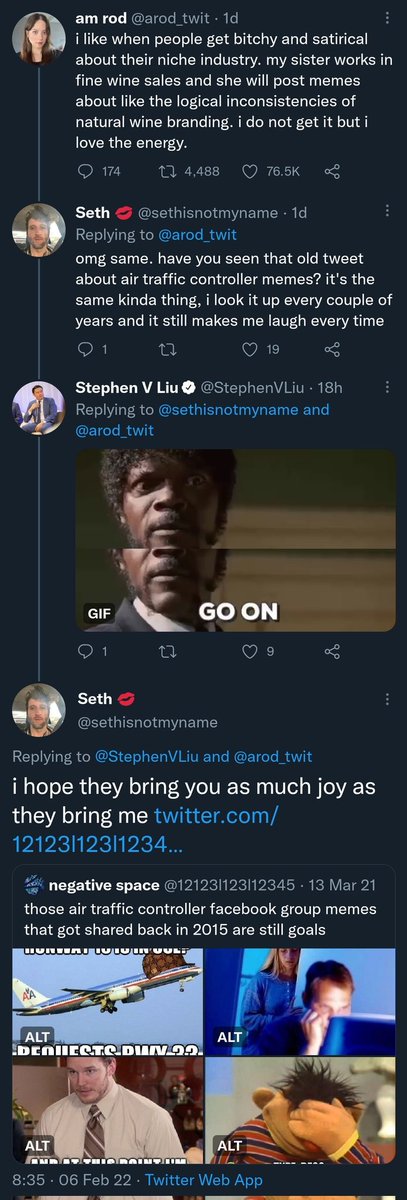 am rod @arod_twit · 1d
i like when people get bitchy and satirical
about their niche industry. my sister works in
fine wine sales and she will post memes
about like the logical inconsistencies of
natural wine branding. i do not get it but i
love the energy.
174 4,488 76.5K
Seth 💋 @sethisnotmyname · 1d
Replying to @arod_twit
omg same. have you seen that old tweet
about air traffic controller memes? it's the
same kinda thing, i look it up every couple of
years and it still makes me laugh every time
1 19
Stephen V Liu @StephenVLiu · 18h
Replying to @sethisnotmyname and
@arod_twit
GIF GO ON
1 9
Seth 💋
@sethisnotmyname
Replying to @StephenVLiu and @arod_twit
i hope they bring you as much joy as
they bring me twitter.com/
12123l123l1234...
negative space @12123l123l12345 · 13 Mar 21
those air traffic controller facebook group memes
that got shared back in 2015 are still goals
AA
ALT ALT
REQUESTS RWY 22
ALT ALT
AND AT THIS POINT I'M
8:35 · 06 Feb 22 · Twitter Web App